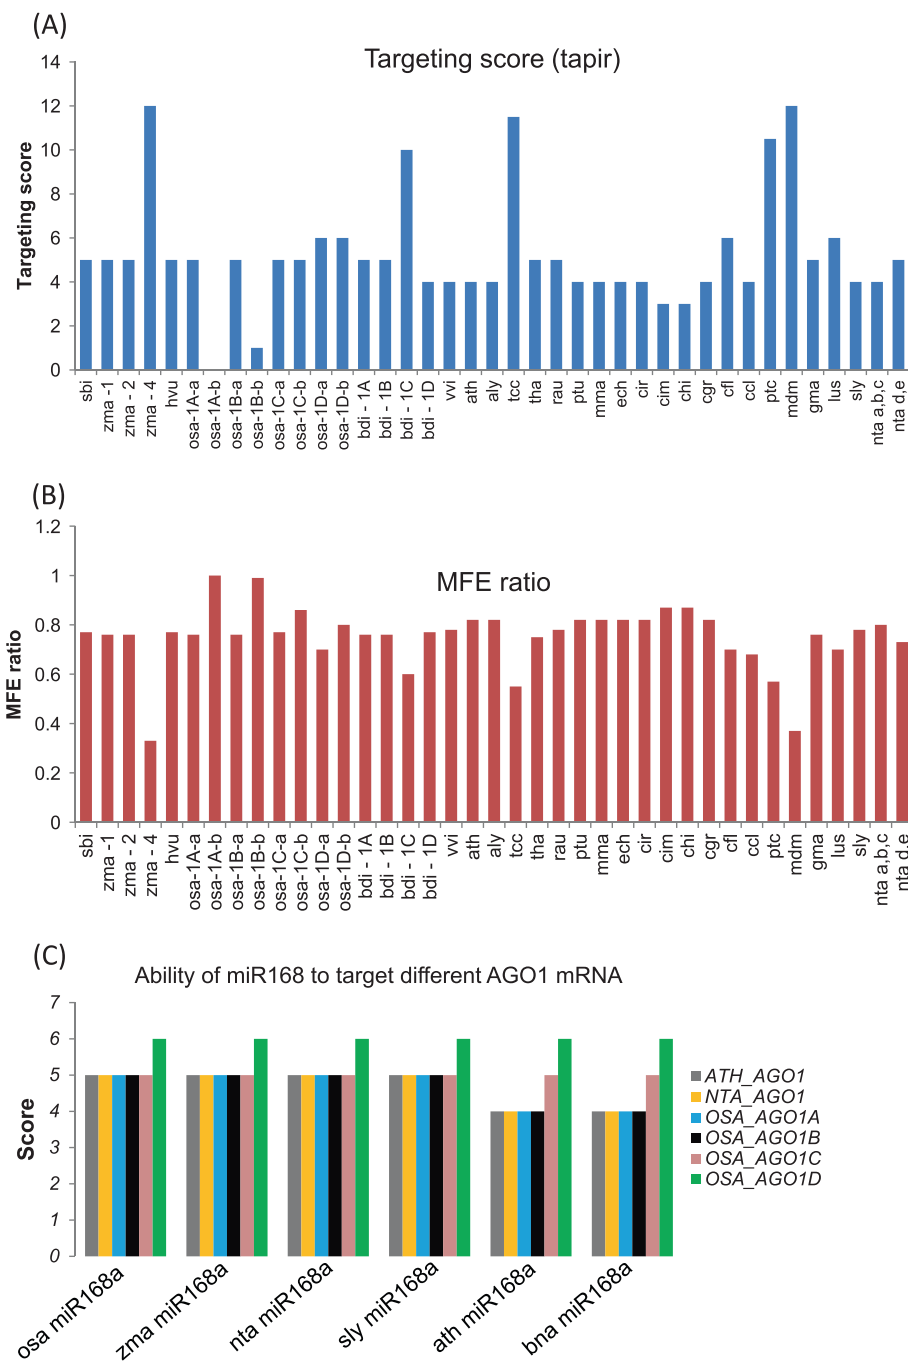 (A)
Targeting score (tapir)
Targeting score
14
12
10
8
6
4
2
0
sbi
zma -1
zma - 2
zma - 4
hvu
osa-1A-a
osa-1A-b
osa-1B-a
osa-1B-b
osa-1C-a
osa-1C-b
osa-1D-a
osa-1D-b
bdi - 1A
bdi - 1B
bdi - 1C
bdi - 1D
vvi
ath
aly
tcc
tha
rau
ptu
mma
ech
cir
cim
chi
cgr
cfl
ccl
ptc
mdm
gma
lus
sly
nta a,b,c
nta d,e
(B)
MFE ratio
MFE ratio
1.2
1
0.8
0.6
0.4
0.2
0
sbi
zma -1
zma - 2
zma - 4
hvu
osa-1A-a
osa-1A-b
osa-1B-a
osa-1B-b
osa-1C-a
osa-1C-b
osa-1D-a
osa-1D-b
bdi - 1A
bdi - 1B
bdi - 1C
bdi - 1D
vvi
ath
aly
tcc
tha
rau
ptu
mma
ech
cir
cim
chi
cgr
cfl
ccl
ptc
mdm
gma
lus
sly
nta a,b,c
nta d,e
(C)
Ability of miR168 to target different AGO1 mRNA
Score
7
6
5
4
3
2
1
0
osa miR168a
zma miR168a
nta miR168a
sly miR168a
ath miR168a
bna miR168a
ATH_AGO1
NTA_AGO1
OSA_AGO1A
OSA_AGO1B
OSA_AGO1C
OSA_AGO1D